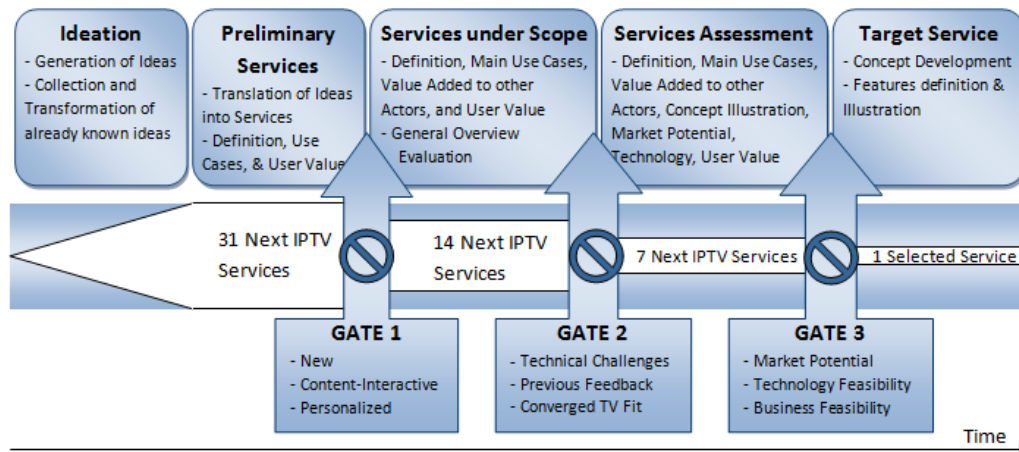 Ideation
- Generation of Ideas
- Collection and
Transformation of
already known ideas
Preliminary
Services
- Translation of Ideas
into Services
- Definition, Use
Cases, & User Value
Services under Scope
- Definition, Main Use Cases,
Value Added to other
Actors, and User Value
- General Overview
Evaluation
Services Assessment
- Definition, Main Use Cases,
Value Added to other
Actors, Concept Illustration,
Market Potential,
Technology, User Value
Target Service
- Concept Development
- Features definition &
Illustration
31 Next IPTV
Services
14 Next IPTV
Services
7 Next IPTV Services
1 Selected Service
GATE 1
- New
- Content-Interactive
- Personalized
GATE 2
- Technical Challenges
- Previous Feedback
- Converged TV Fit
GATE 3
- Market Potential
- Technology Feasibility
- Business Feasibility
Time